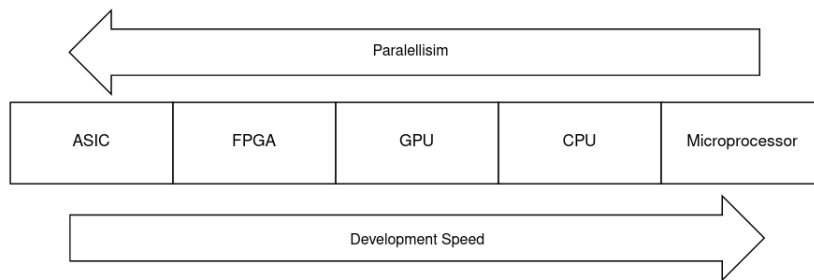 Paralellisim
ASIC FPGA GPU CPU Microprocessor
Development Speed